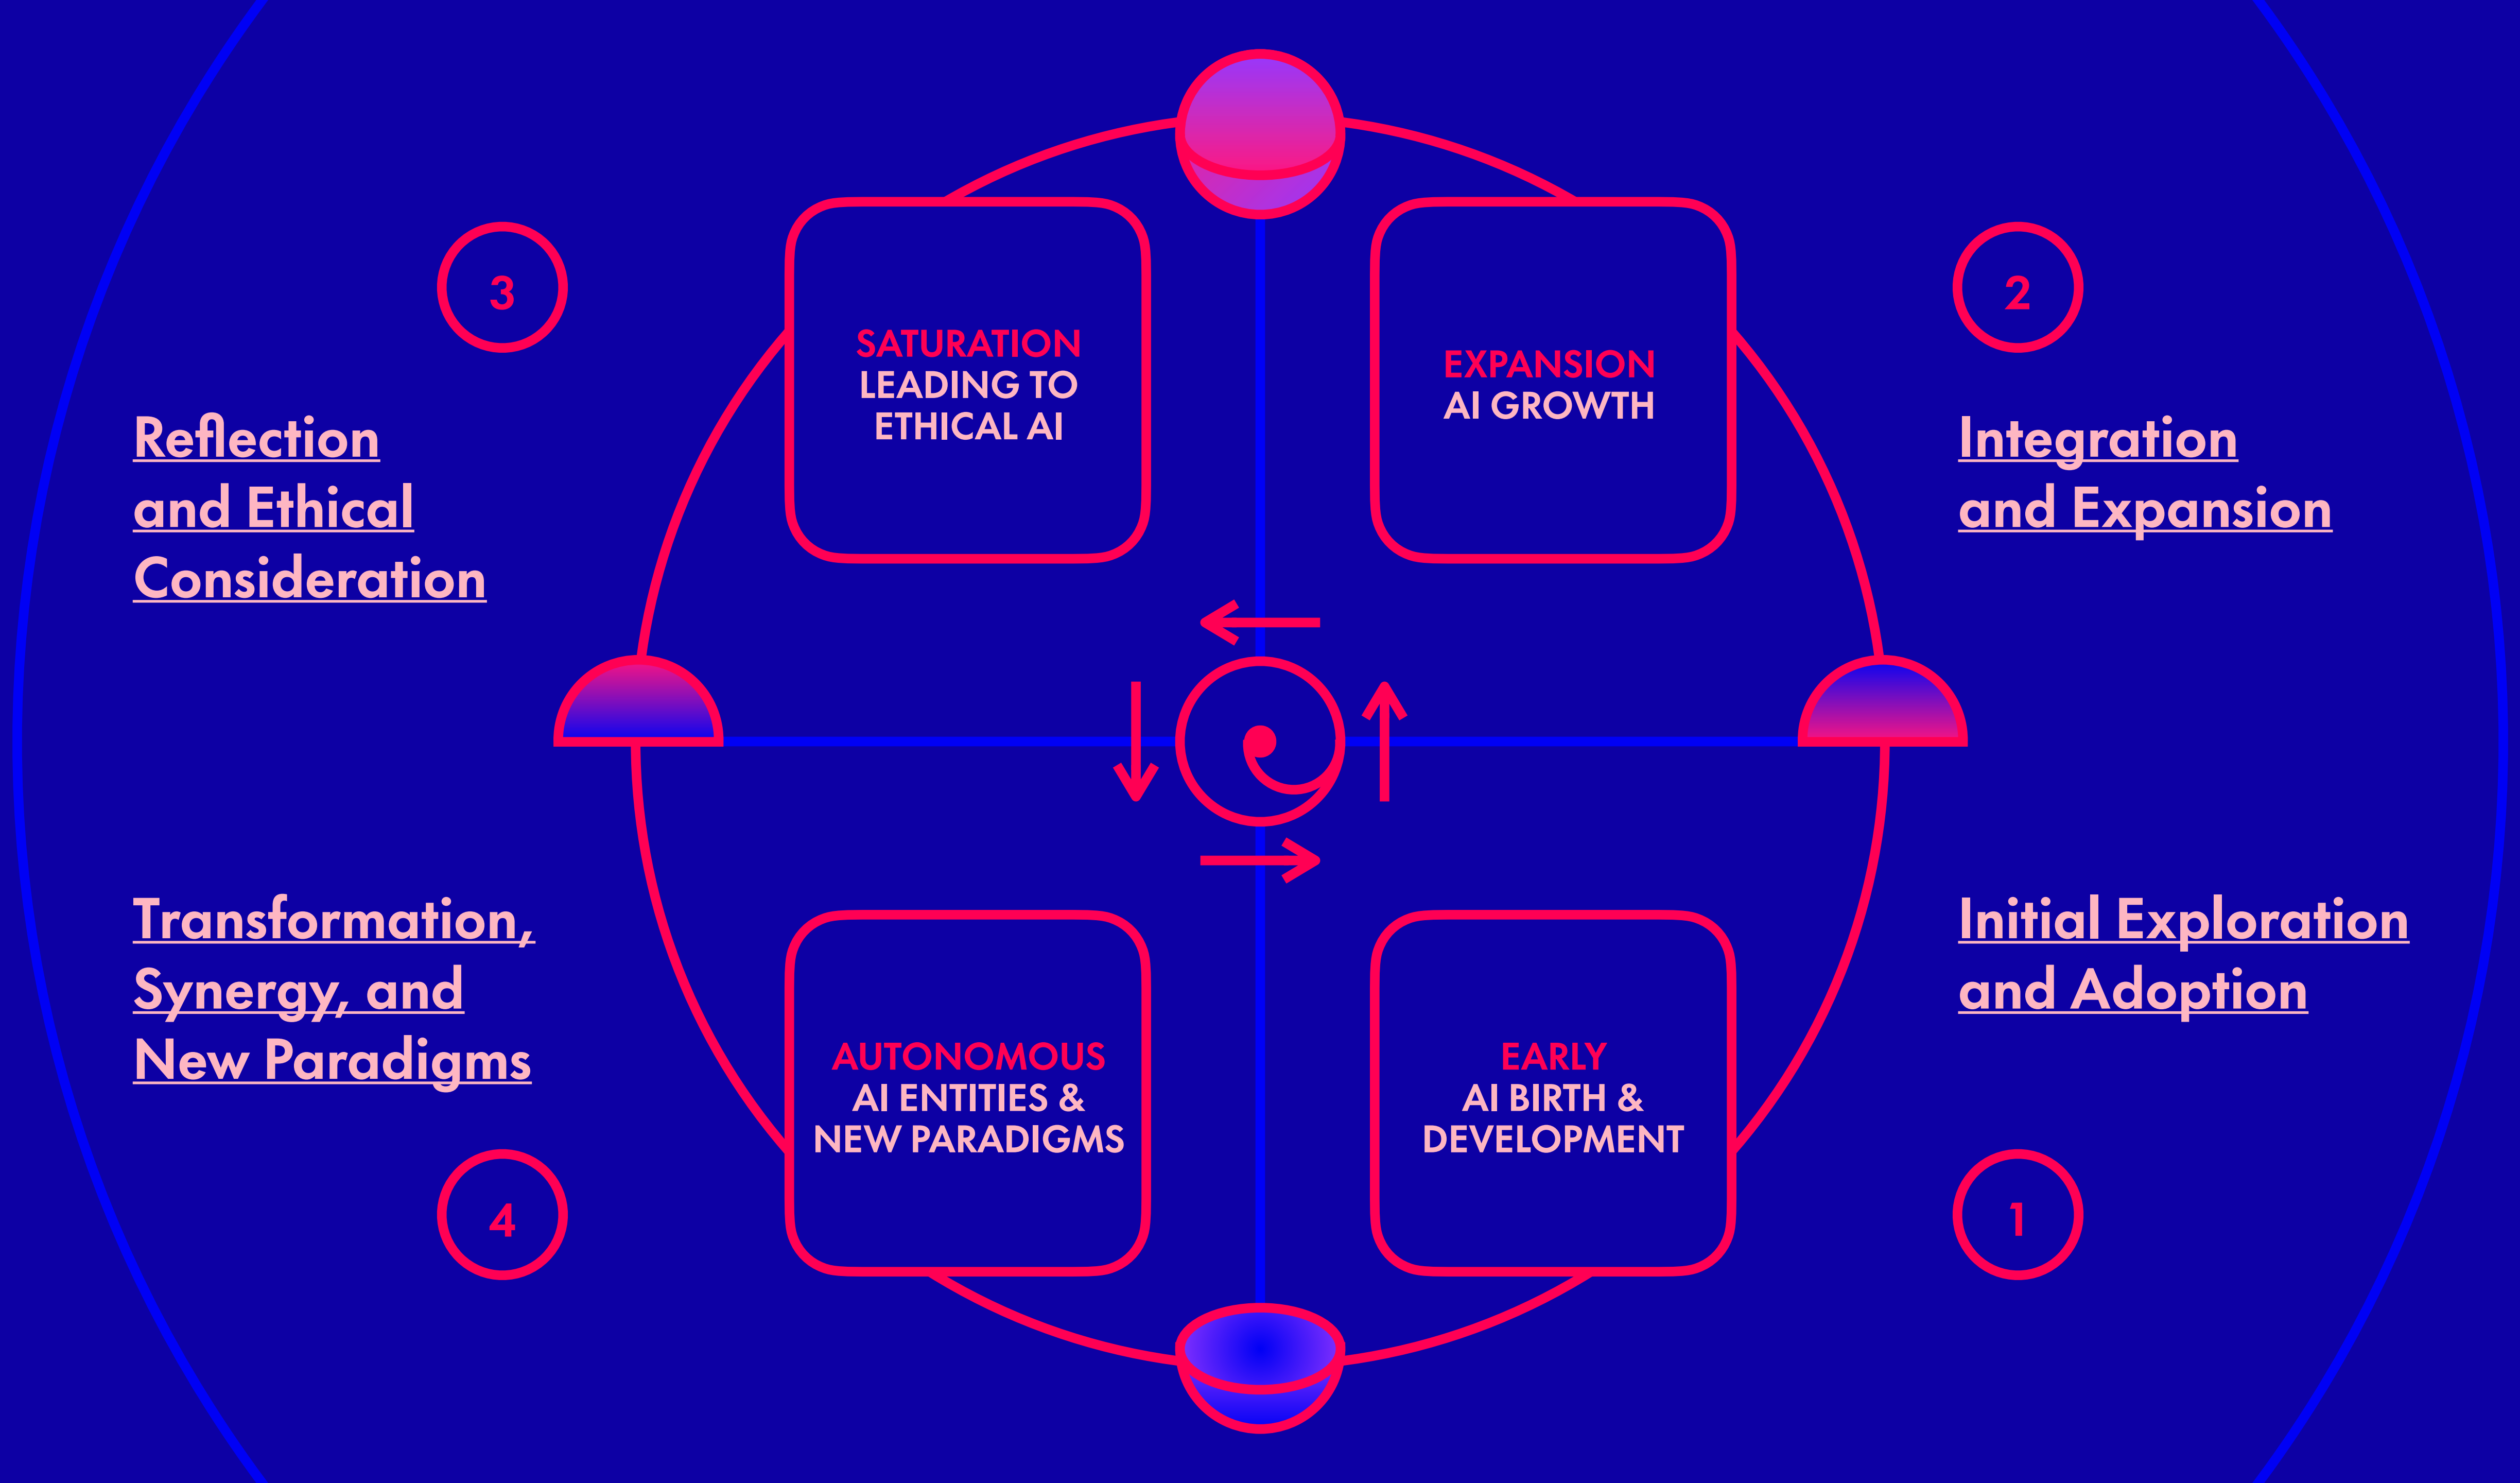 3
Reflection
and Ethical
Consideration
SATURATION
LEADING TO
ETHICAL AI
EXPANSION
AI GROWTH
2
Integration
and Expansion
Transformation,
Synergy, and
New Paradigms
4
AUTONOMOUS
AI ENTITIES &
NEW PARADIGMS
EARLY
AI BIRTH &
DEVELOPMENT
Initial Exploration
and Adoption
1